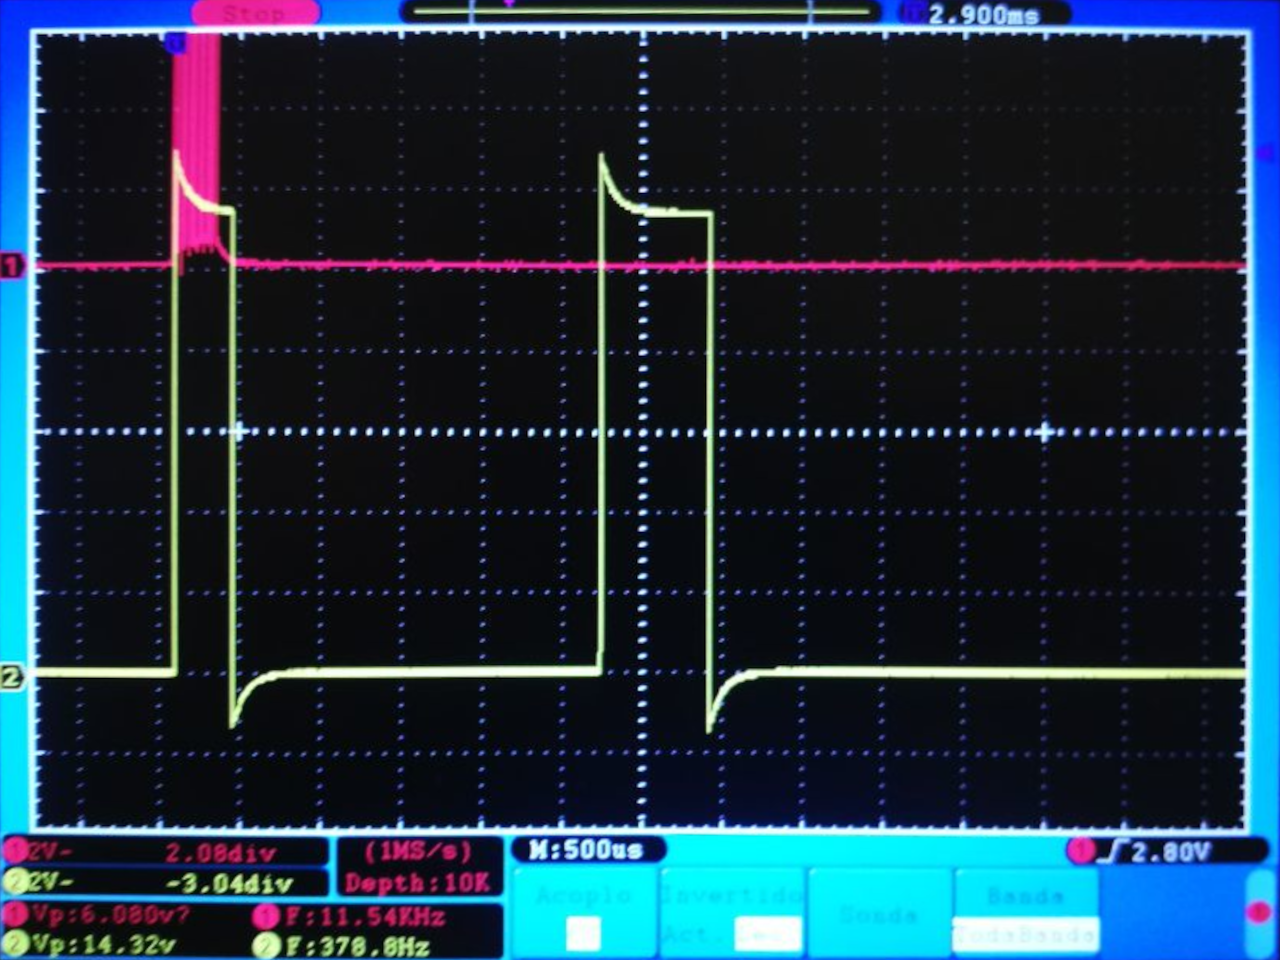 Stop
T 2.900ms
T
1
2
1 2V- 2.08div
2 2V- -3.04div
(1MS/s)
Depth:10K
M:500us
1 2.80V
1 Vp:6.080v?
1 F:11.54KHz
2 Vp:14.32v
2 F:378.8Hz
Acoplo
Invertido
Act.
Sonda
Banda
TodaBanda